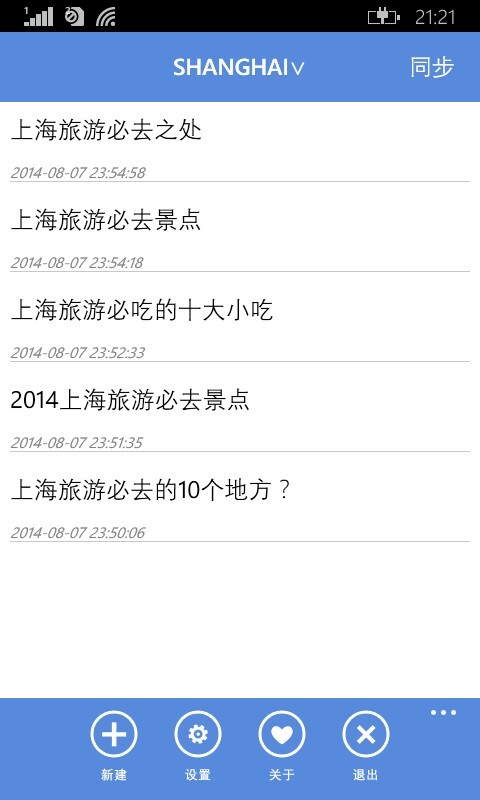 21:21
SHANGHAI
同步
上海旅游必去之处
2014-08-07 23:54:58
上海旅游必去景点
2014-08-07 23:54:18
上海旅游必吃的十大小吃
2014-08-07 23:52:33
2014上海旅游必去景点
2014-08-07 23:51:35
上海旅游必去的10个地方？
2014-08-07 23:50:06
新建
设置
关于
退出